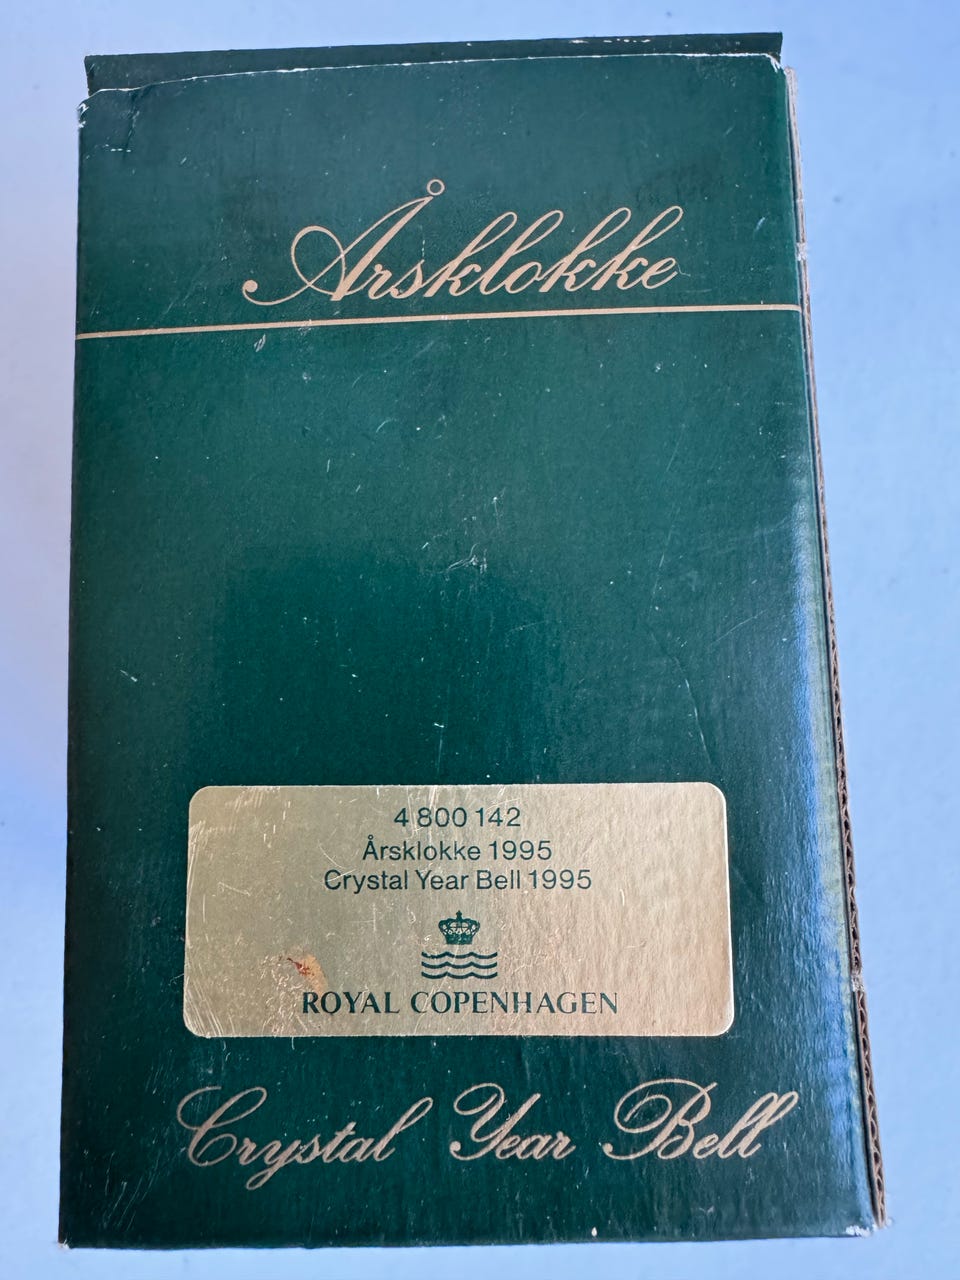 Årsklokke
4 800 142
Årsklokke 1995
Crystal Year Bell 1995
ROYAL COPENHAGEN
Crystal Year Bell